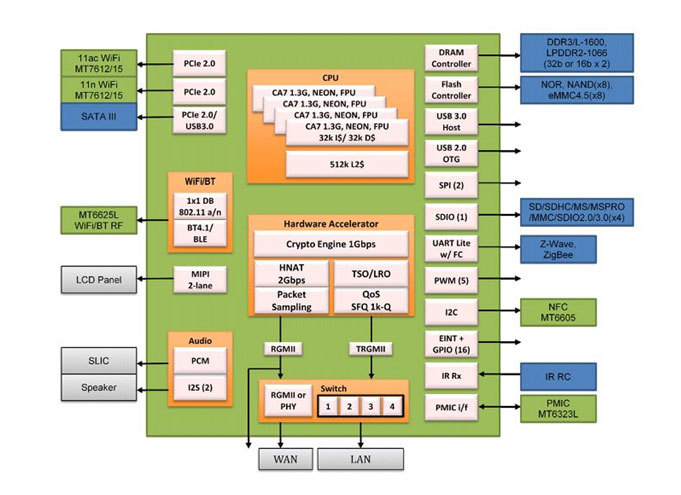 11ac WiFi
MT7612/15
11n WiFi
MT7612/15
SATA III
PCIe 2.0
PCIe 2.0
PCIe 2.0/
USB3.0
CPU
CA7 1.3G, NEON, FPU
CA7 1.3G, NEON, FPU
CA7 1.3G, NEON, FPU
CA7 1.3G, NEON, FPU
32k I$/ 32k D$
512k L2$
DRAM
Controller
Flash
Controller
USB 3.0
Host
USB 2.0
OTG
SPI (2)
SDIO (1)
UART Lite
w/ FC
PWM (5)
I2C
EINT +
GPIO (16)
IR Rx
PMIC i/f
DDR3/L-1600,
LPDDR2-1066
(32b or 16b x 2)
NOR, NAND(x8),
eMMC4.5(x8)
SD/SDHC/MS/MSPRO
/MMC/SDIO2.0/3.0(x4)
Z-Wave,
ZigBee
NFC
MT6605
IR RC
PMIC
MT6323L
MT6625L
WiFi/BT RF
WiFi/BT
1x1 DB
802.11 a/n
BT4.1/
BLE
LCD Panel
MIPI
2-lane
SLIC
Speaker
Audio
PCM
I2S (2)
Hardware Accelerator
Crypto Engine 1Gbps
HNAT
2Gbps
TSO/LRO
Packet
Sampling
QoS
SFQ 1k-Q
RGMII
TRGMII
RGMII or
PHY
Switch
1
2
3
4
WAN
LAN